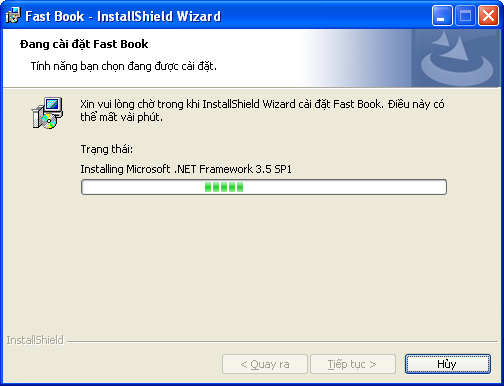 Fast Book - InstallShield Wizard
Đang cài đặt Fast Book
Tính năng bạn chọn đang được cài đặt.
Xin vui lòng chờ trong khi InstallShield Wizard cài đặt Fast Book. Điều này có
thể mất vài phút.
Trạng thái:
Installing Microsoft .NET Framework 3.5 SP1
InstallShield
< Quay ra
Tiếp tục >
Hủy